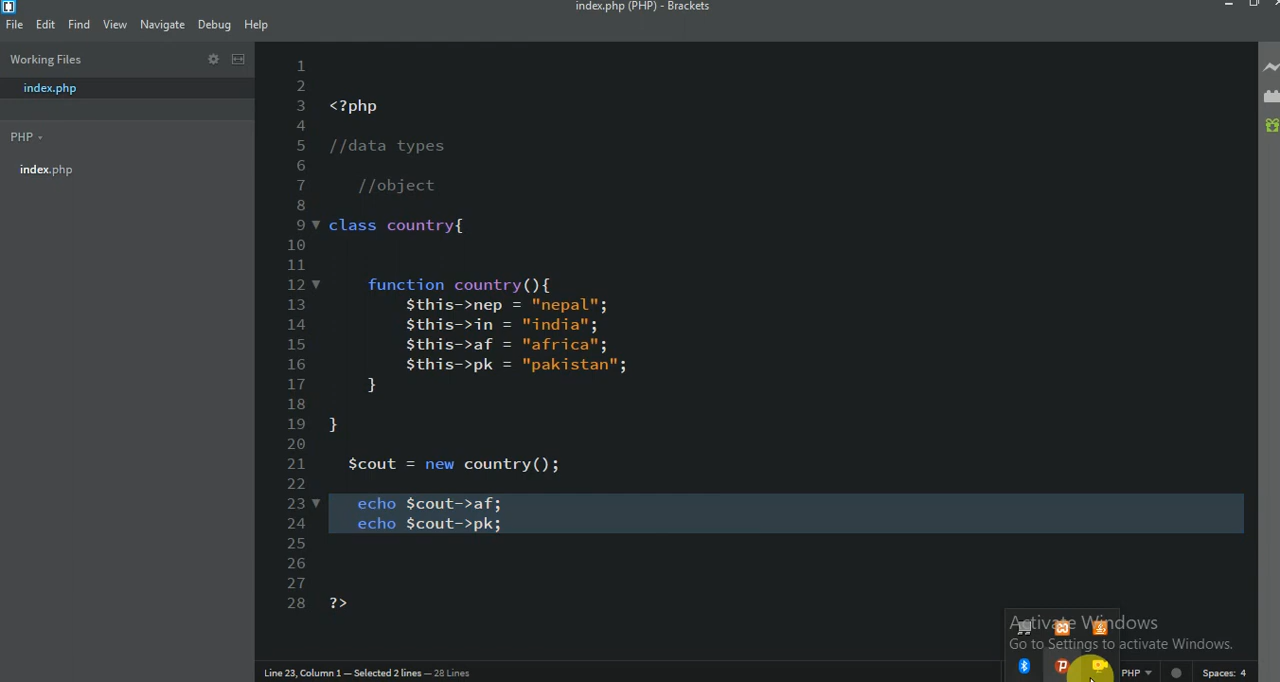 index.php (PHP) - Brackets
File Edit Find View Navigate Debug Help
Working Files
index.php
PHP
index.php
1
2
3 <?php
4
5 //data types
6
7 //object
8
9 class country{
10
11
12 function country(){
13 $this->nep = "nepal";
14 $this->in = "india";
15 $this->af = "africa";
16 $this->pk = "pakistan";
17 }
18
19 }
20
21 $cout = new country();
22
23 echo $cout->af;
24 echo $cout->pk;
25
26
27
28 ?>
Activate Windows
Go to Settings to activate Windows.
Line 23, Column 1 — Selected 2 lines — 28 Lines
PHP Spaces: 4